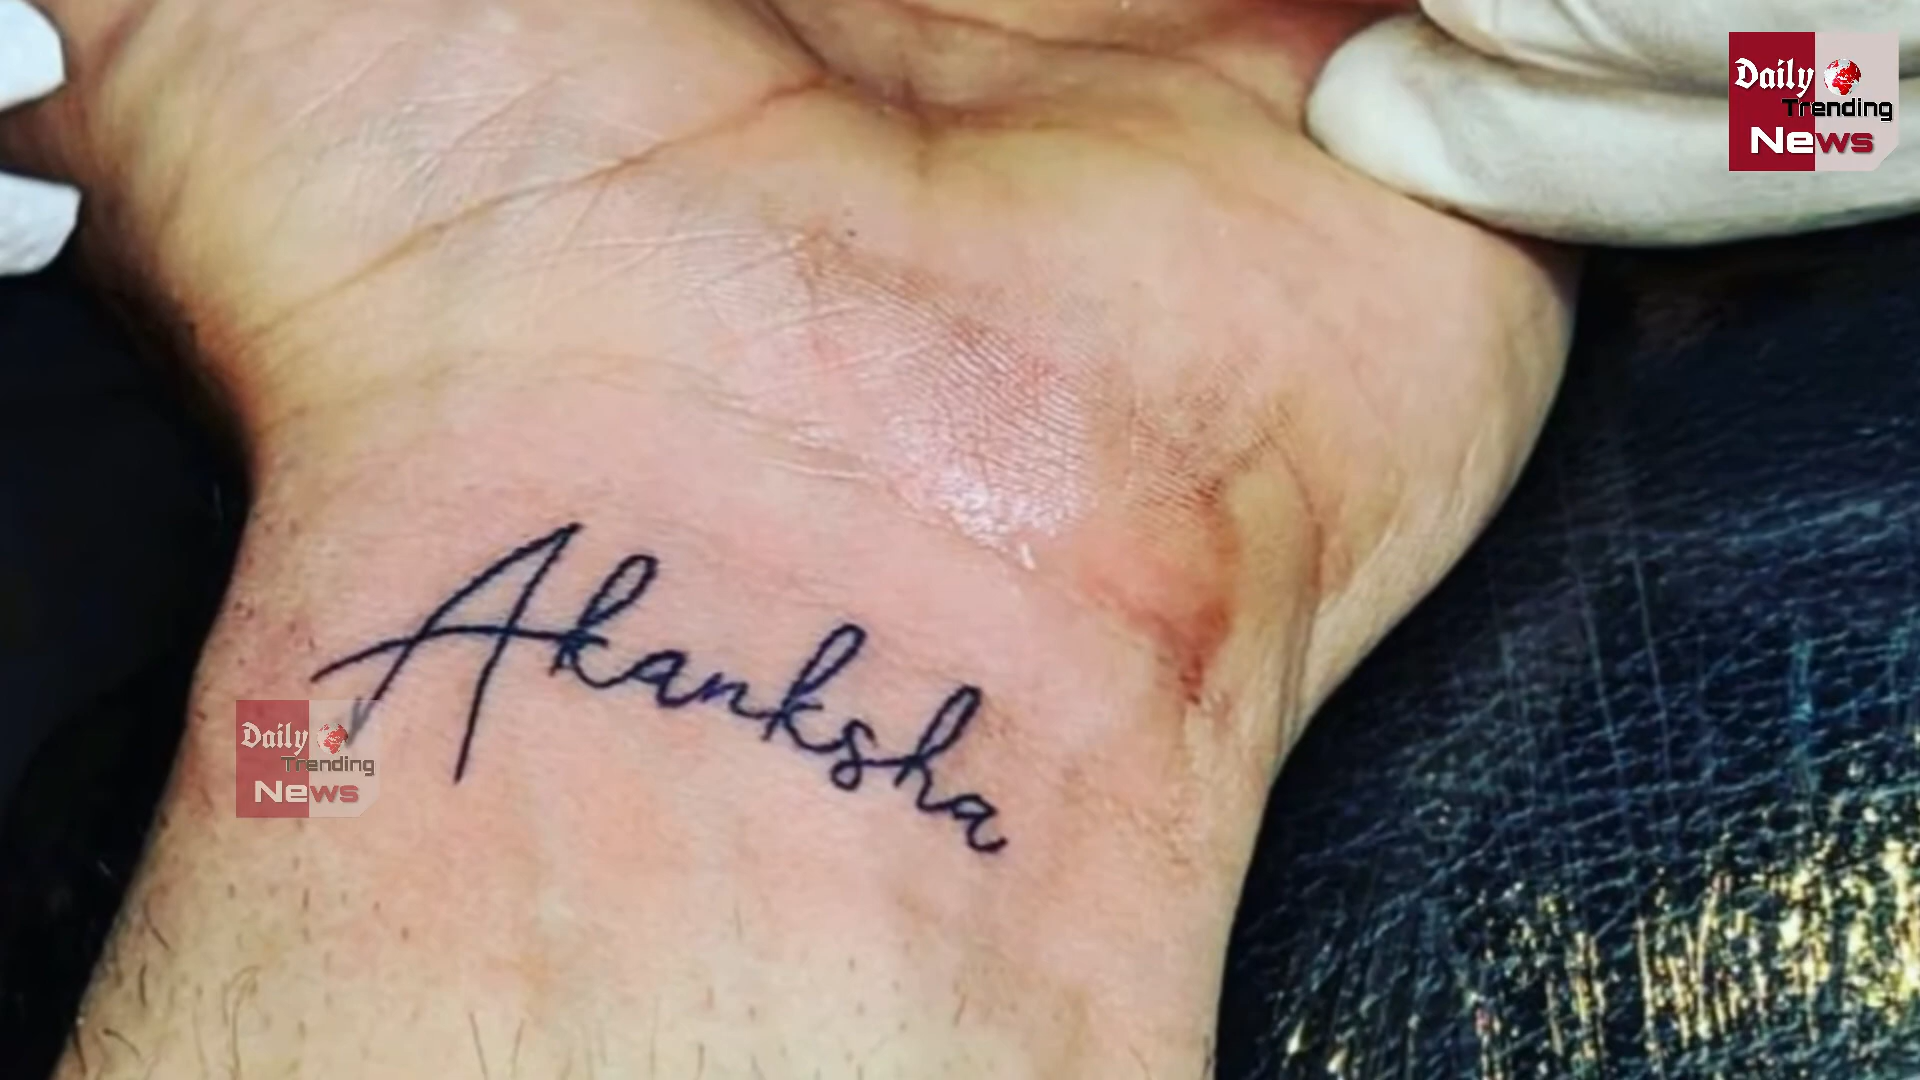 Daily
Trending
News
Akanksha
Daily
Trending
News